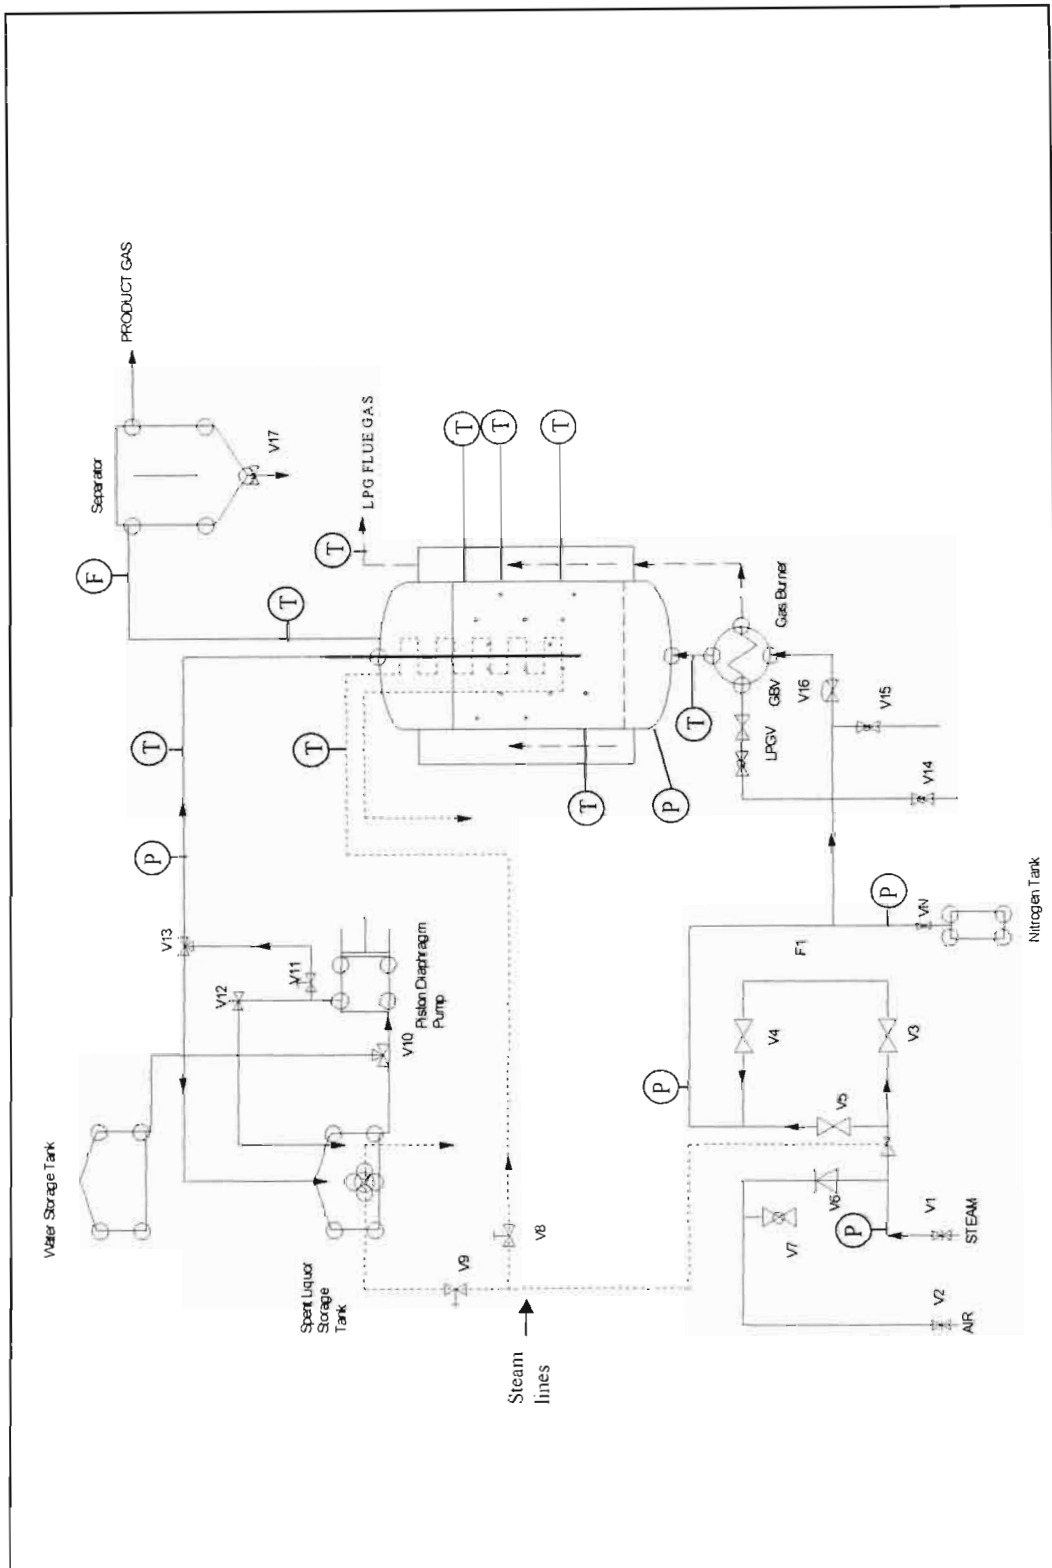 Water Storage Tank
Spent Liquor
Storage
Tank
Steam
lines
V9
V8
V10
V11
V12
V13
Piston Diaphragm
Pump
P
T
T
T
F
Separator
V17
PRODUCT GAS
LPG FLUE GAS
T
T
T
T
T
P
T
Gas Burner
GBV
LPGV
V16
V15
V14
P
VN
Nitrogen Tank
F1
P
V4
V3
V5
V6
V7
P
V1
STEAM
V2
AIR